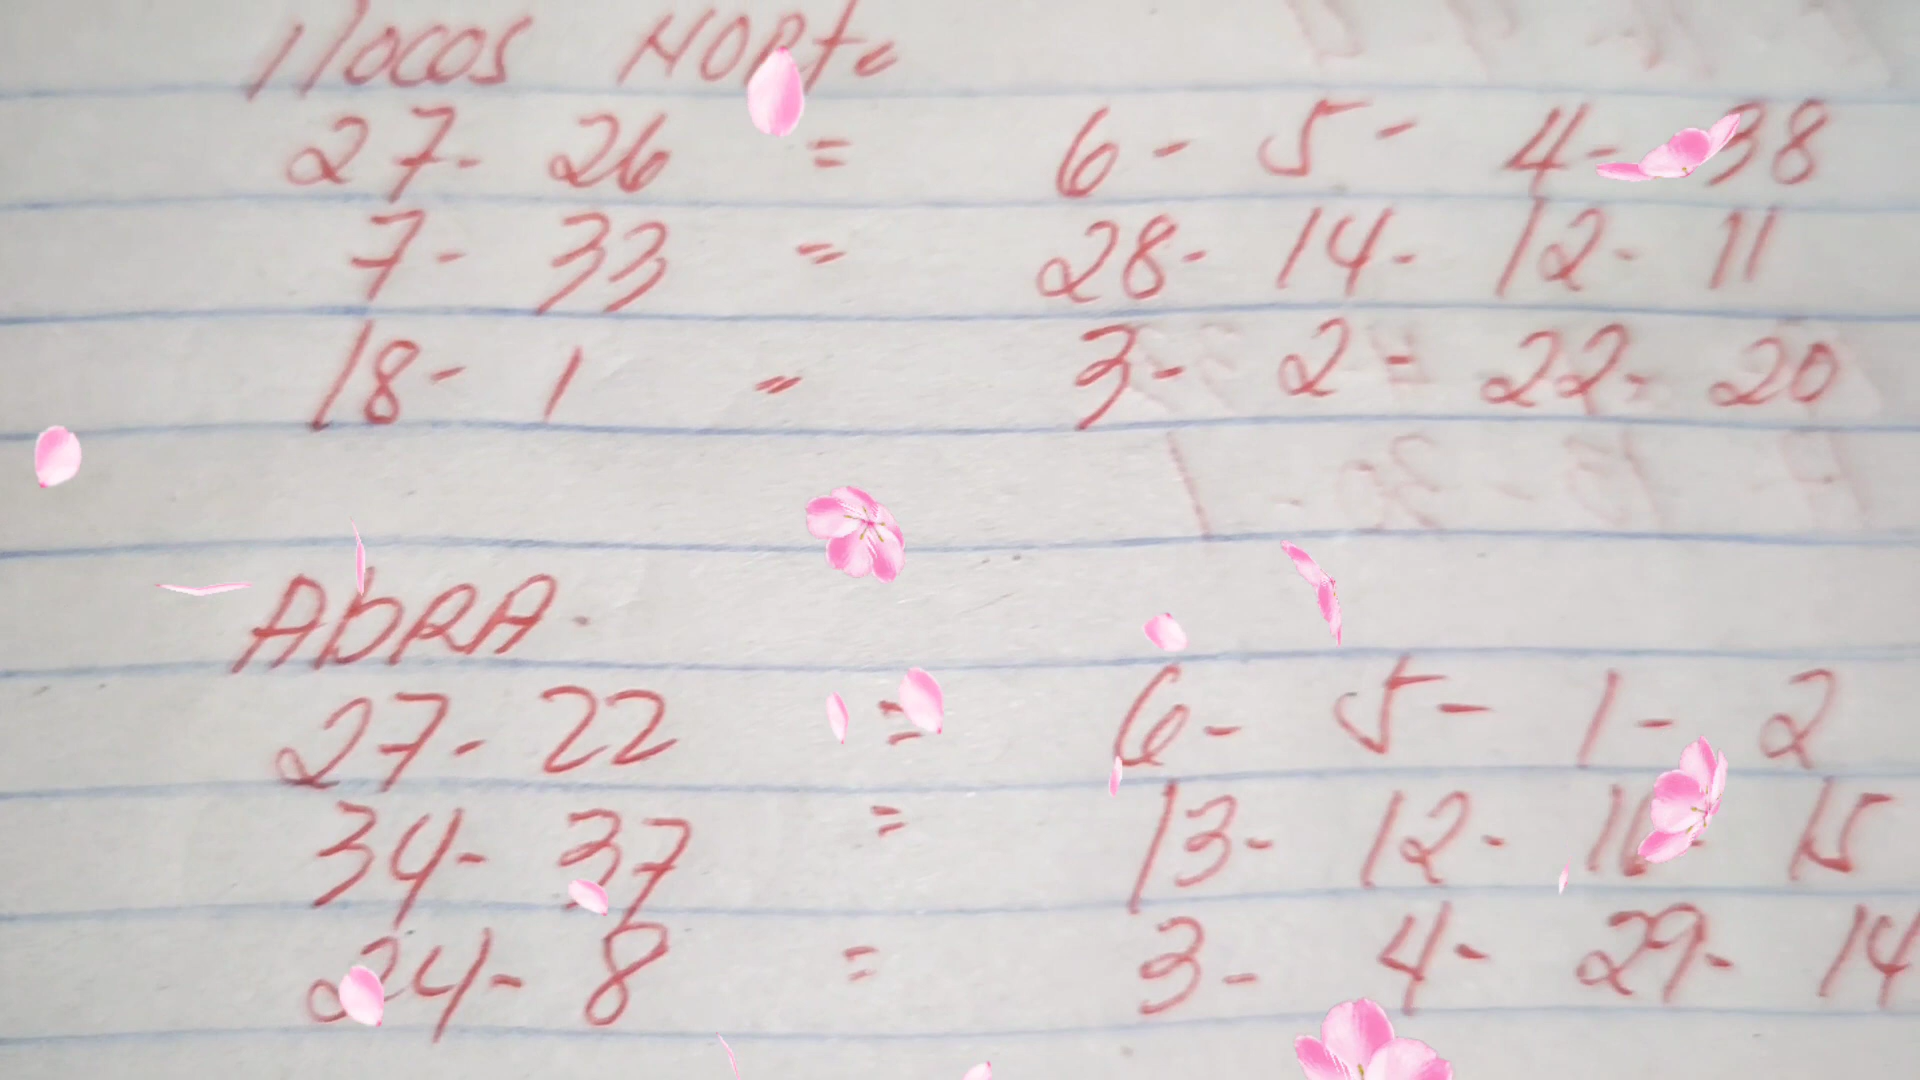 Ilocos NORte
27- 26 = 6- 5- 4- 38
7- 33 = 28- 14- 12- 11
18- 1 = 3- 2- 22- 20
AbRA.
27- 22 = 6- 5- 1- 2
34- 37 = 13- 12- 15
24- 8 = 3- 4- 29- 14